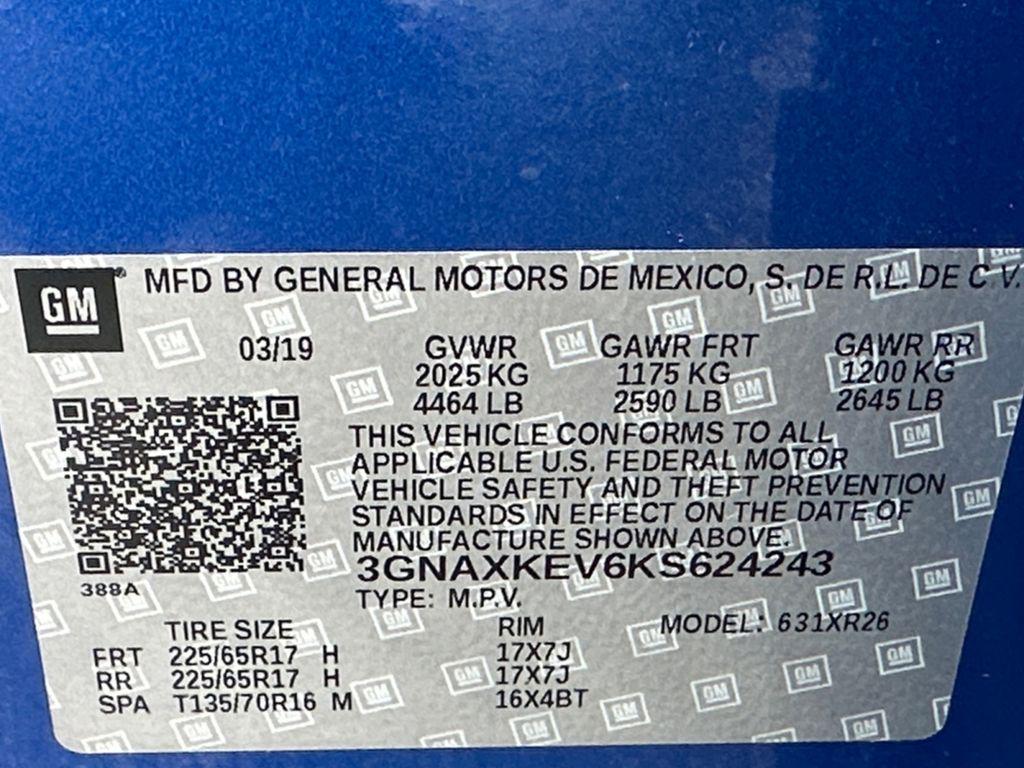 GM
MFD BY GENERAL MOTORS DE MEXICO, S. DE R.L. DE C V.
03/19 GVWR GAWR FRT GAWR RR
2025 KG 1175 KG 1200 KG
4464 LB 2590 LB 2645 LB
THIS VEHICLE CONFORMS TO ALL
APPLICABLE U.S. FEDERAL MOTOR
VEHICLE SAFETY AND THEFT PREVENTION
STANDARDS IN EFFECT ON THE DATE OF
MANUFACTURE SHOWN ABOVE.
3GNAXKEV6KS624243
388A
TYPE: M.P.V.
TIRE SIZE RIM MODEL: 631XR26
FRT 225/65R17 H 17X7J
RR 225/65R17 H 17X7J
SPA T135/70R16 M 16X4BT